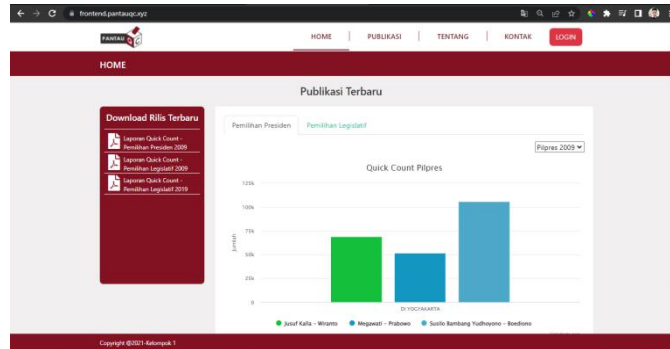 frontend.pantauqc.xyz
PANTAU
HOME
PUBLIKASI
TENTANG
KONTAK
LOGIN
HOME
Publikasi Terbaru
Download Rilis Terbaru
Laporan Quick Count -
Pemilihan Presiden 2009
Laporan Quick Count -
Pemilihan Legislatif 2009
Laporan Quick Count -
Pemilihan Legislatif 2019
Pemilihan Presiden
Pemilihan Legislatif
Pilpres 2009
Quick Count Pilpres
Jumlah
125k
100k
75k
50k
25k
0
DI YOGYAKARTA
Jusuf Kalla – Wiranto
Megawati – Prabowo
Susilo Bambang Yudhoyono – Boediono
Copyright @2021-Kelompok 1